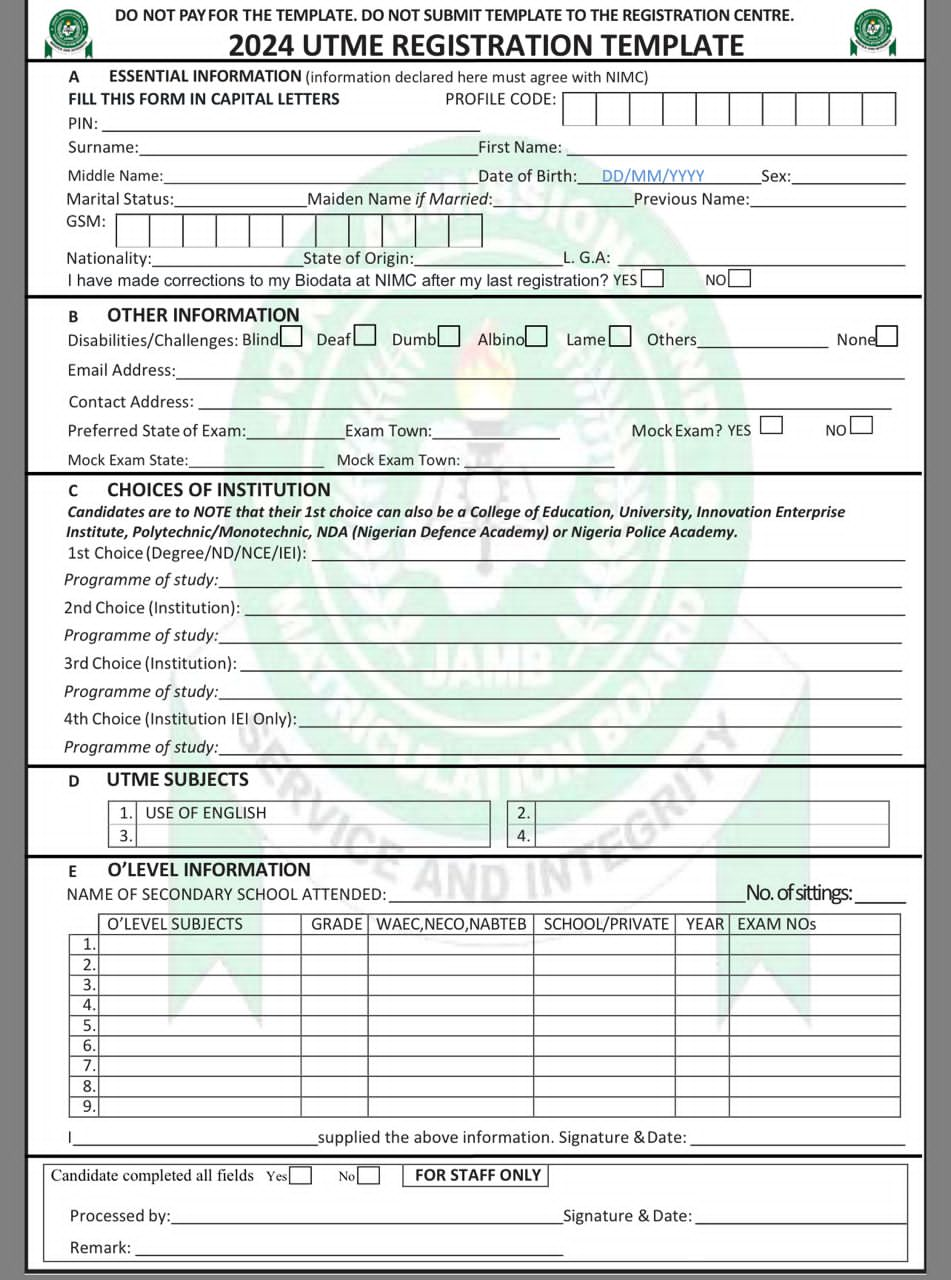 DO NOT PAY FOR THE TEMPLATE. DO NOT SUBMIT TEMPLATE TO THE REGISTRATION CENTRE.
2024 UTME REGISTRATION TEMPLATE
A ESSENTIAL INFORMATION (information declared here must agree with NIMC)
FILL THIS FORM IN CAPITAL LETTERS PROFILE CODE:
PIN:
Surname: First Name:
Middle Name: Date of Birth: DD/MM/YYYY Sex:
Marital Status: Maiden Name if Married: Previous Name:
GSM:
Nationality: State of Origin: L. G.A:
I have made corrections to my Biodata at NIMC after my last registration? YES NO
B OTHER INFORMATION
Disabilities/Challenges: Blind Deaf Dumb Albino Lame Others None
Email Address:
Contact Address:
Preferred State of Exam: Exam Town: Mock Exam? YES NO
Mock Exam State: Mock Exam Town:
C CHOICES OF INSTITUTION
Candidates are to NOTE that their 1st choice can also be a College of Education, University, Innovation Enterprise
Institute, Polytechnic/Monotechnic, NDA (Nigerian Defence Academy) or Nigeria Police Academy.
1st Choice (Degree/ND/NCE/IEI):
Programme of study:
2nd Choice (Institution):
Programme of study:
3rd Choice (Institution):
Programme of study:
4th Choice (Institution IEI Only):
Programme of study:
JAMB
SERVICE AND INTEGRITY
D UTME SUBJECTS
1. USE OF ENGLISH 2.
3. 4.
E O'LEVEL INFORMATION
NAME OF SECONDARY SCHOOL ATTENDED: No. of sittings:
O'LEVEL SUBJECTS GRADE WAEC,NECO,NABTEB SCHOOL/PRIVATE YEAR EXAM NOs
1.
2.
3.
4.
5.
6.
7.
8.
9.
I supplied the above information. Signature & Date:
Candidate completed all fields Yes No FOR STAFF ONLY
Processed by: Signature & Date:
Remark: